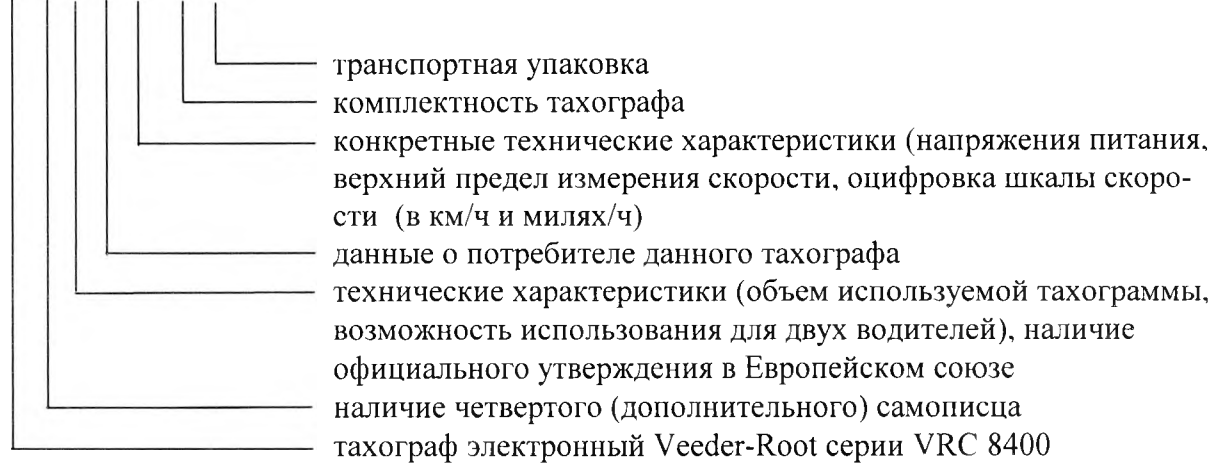 транспортная упаковка
комплектность тахографа
конкретные технические характеристики (напряжения питания,
верхний предел измерения скорости, оцифровка шкалы скоро-
сти (в км/ч и милях/ч)
данные о потребителе данного тахографа
технические характеристики (объем используемой тахограммы,
возможность использования для двух водителей), наличие
официального утверждения в Европейском союзе
наличие четвертого (дополнительного) самописца
тахограф электронный Veeder-Root серии VRC 8400